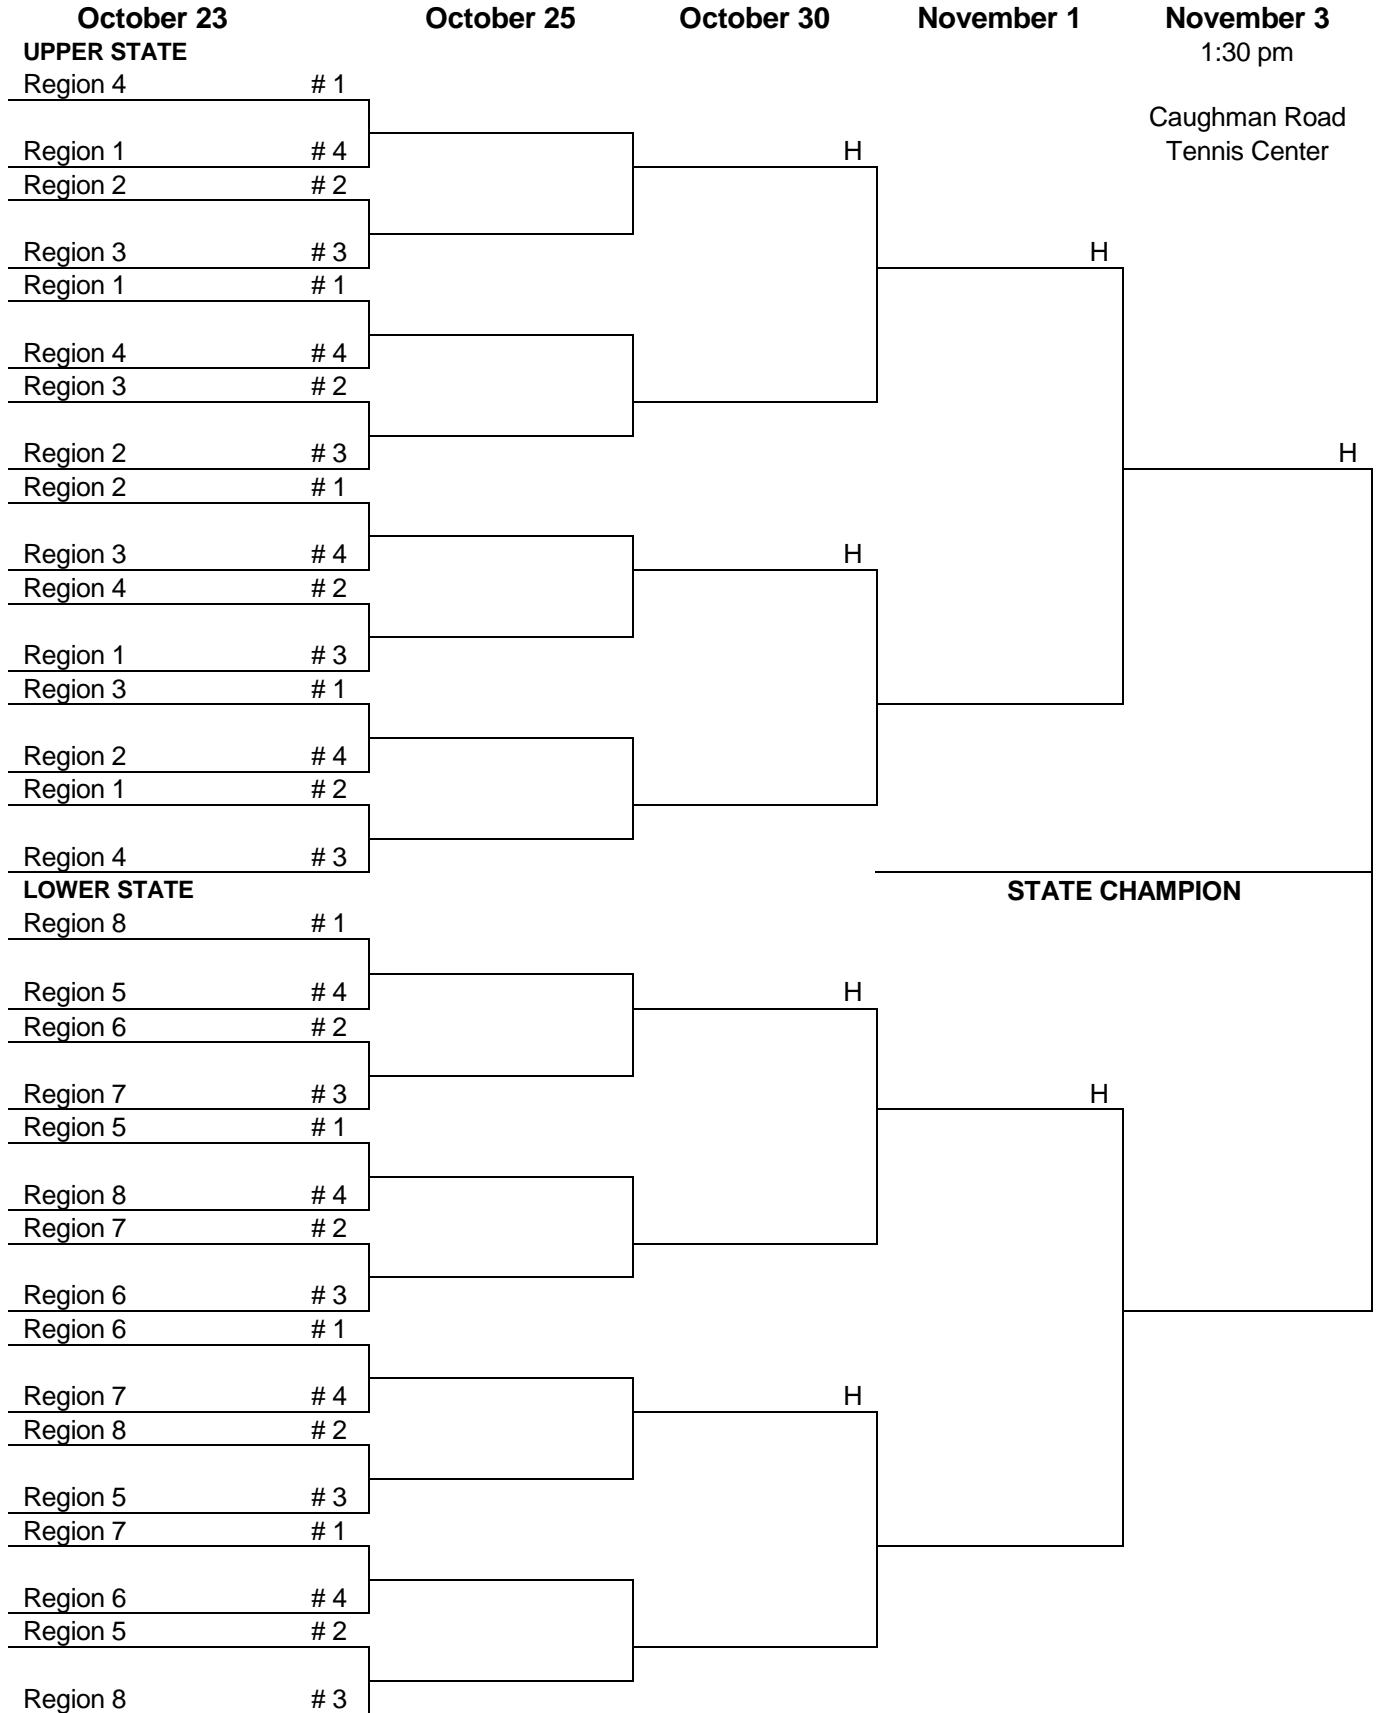 October 23 October 25 October 30 November 1 November 3
UPPER STATE 1:30 pm
Region 4 # 1
Caughman Road
Region 1 # 4 H Tennis Center
Region 2 # 2
Region 3 # 3 H
Region 1 # 1
Region 4 # 4
Region 3 # 2
Region 2 # 3 H
Region 2 # 1
Region 3 # 4 H
Region 4 # 2
Region 1 # 3
Region 3 # 1
Region 2 # 4
Region 1 # 2
Region 4 # 3
LOWER STATE STATE CHAMPION
Region 8 # 1
Region 5 # 4 H
Region 6 # 2
Region 7 # 3 H
Region 5 # 1
Region 8 # 4
Region 7 # 2
Region 6 # 3
Region 6 # 1
Region 7 # 4 H
Region 8 # 2
Region 5 # 3
Region 7 # 1
Region 6 # 4
Region 5 # 2
Region 8 # 3